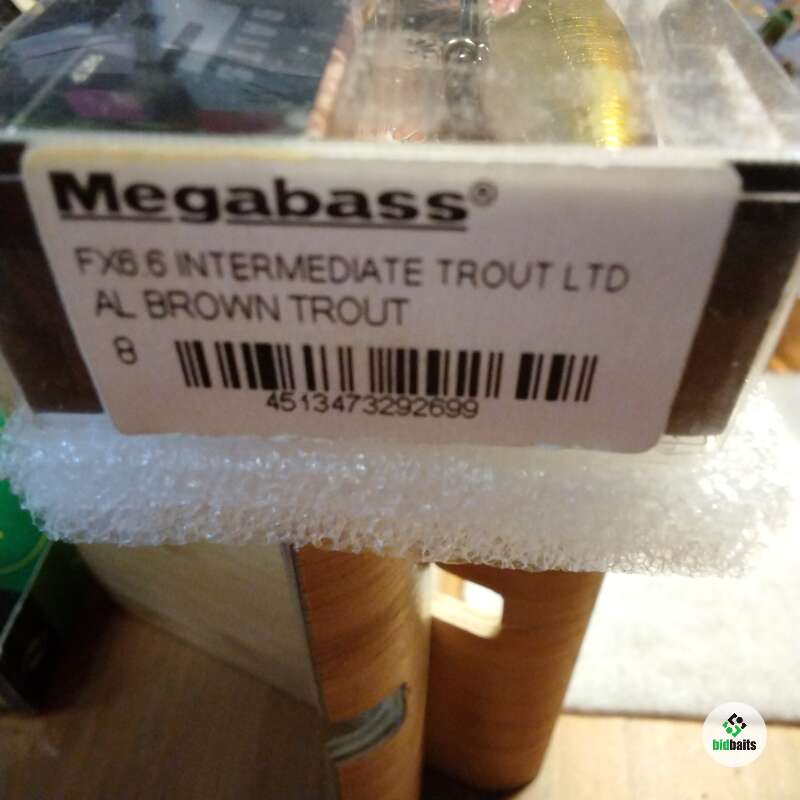 Megabass®
FX6.6 INTERMEDIATE TROUT LTD
AL BROWN TROUT
8
4513473292699
bidbaits